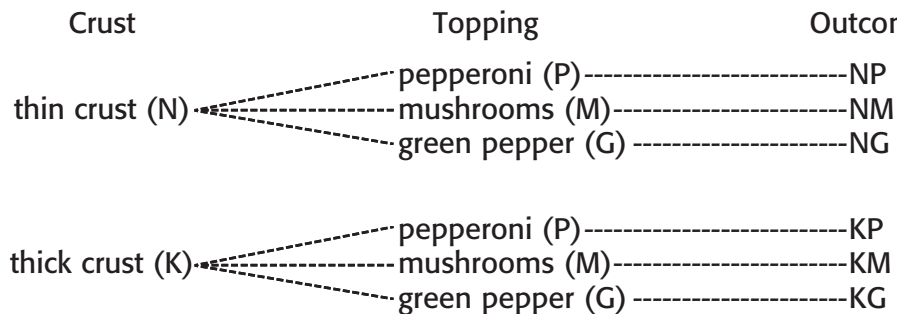 Crust Topping Outcor
pepperoni (P) NP
thin crust (N) mushrooms (M) NM
green pepper (G) NG
pepperoni (P) KP
thick crust (K) mushrooms (M) KM
green pepper (G) KG